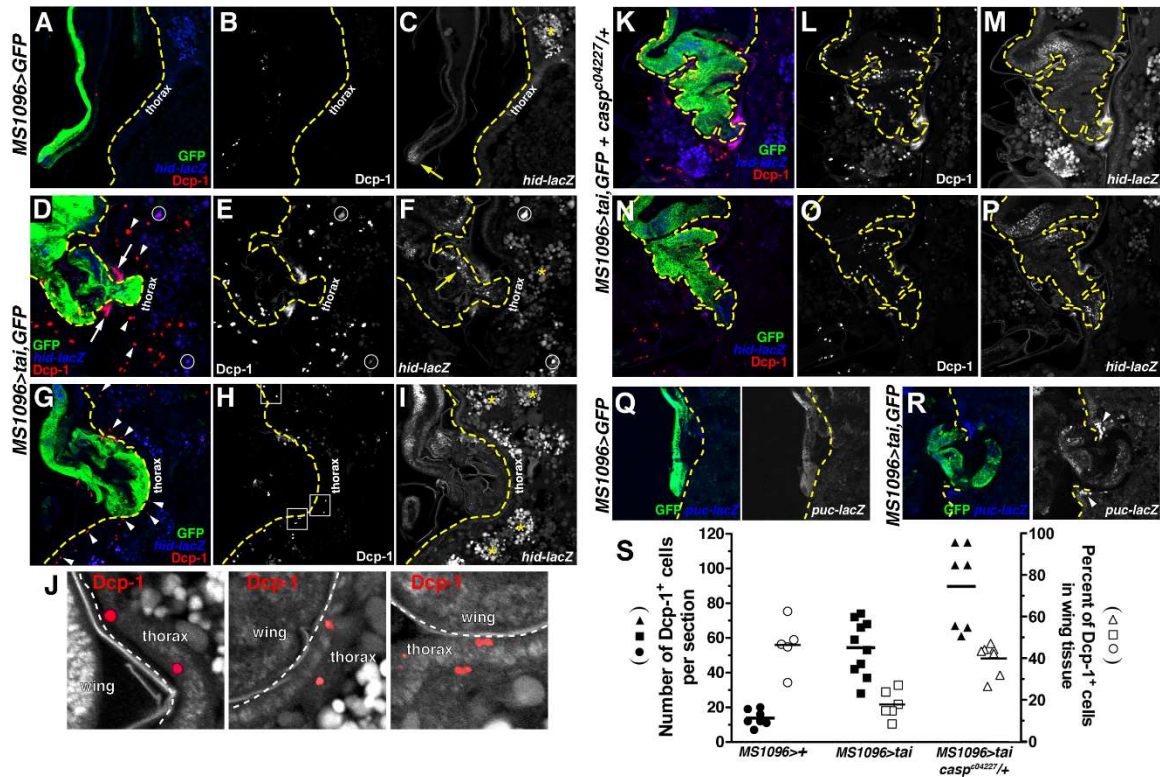 MS1096>GFP
A
thorax
GFP
hid-lacZ
Dcp-1
B
Dcp-1
C
*
thorax
hid-lacZ
MS1096>tai,GFP
D
thorax
GFP
hid-lacZ
Dcp-1
E
Dcp-1
F
*
hid-lacZ
G
thorax
GFP
hid-lacZ
Dcp-1
H
thorax
Dcp-1
I
* *
*
thorax
*
*
hid-lacZ
J
Dcp-1
thorax
wing
Dcp-1
wing
thorax
Dcp-1
wing
thorax
MS1096>tai,GFP + casp^c04227/+
K
GFP
hid-lacZ
Dcp-1
L
Dcp-1
M
hid-lacZ
N
GFP
hid-lacZ
Dcp-1
O
Dcp-1
P
hid-lacZ
MS1096>GFP
Q
GFP puc-lacZ
puc-lacZ
MS1096>tai,GFP
R
GFP puc-lacZ
puc-lacZ
S
(●■▲) Number of Dcp-1+ cells per section
120
100
80
60
40
20
0
100
80
60
40
20
0
Percent of Dcp-1+ cells in wing tissue (○□△)
MS1096>+
MS1096>tai
MS1096>tai
casp^c04227/+